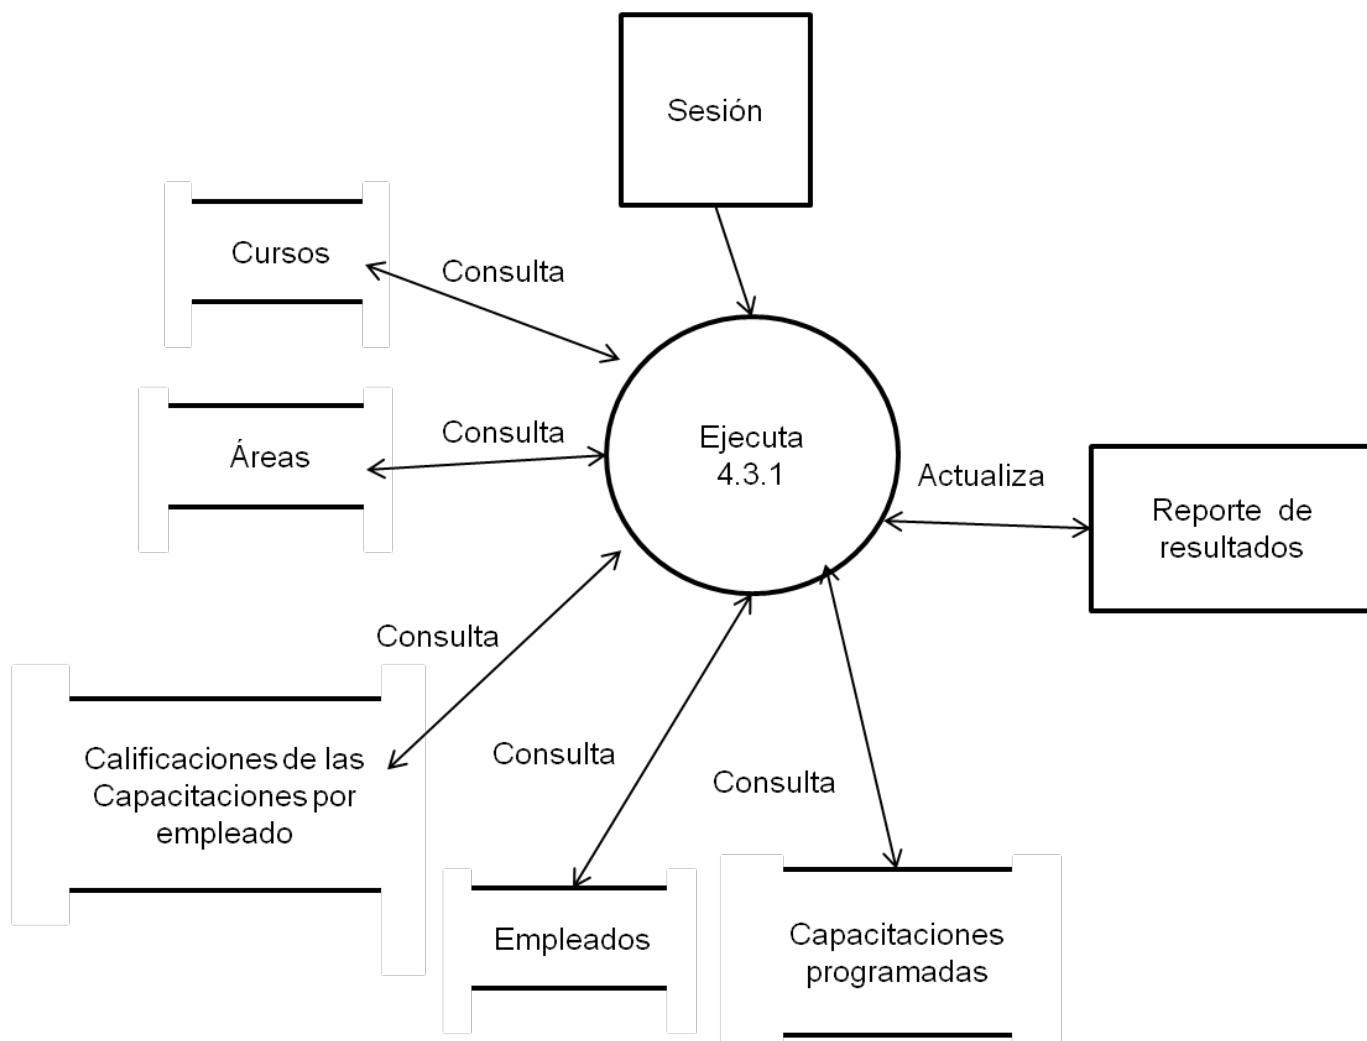 Sesión
Cursos
Consulta
Áreas
Consulta
Ejecuta
4.3.1
Actualiza
Reporte de
resultados
Consulta
Calificaciones de las
Capacitaciones por
empleado
Consulta
Consulta
Empleados
Capacitaciones
programadas